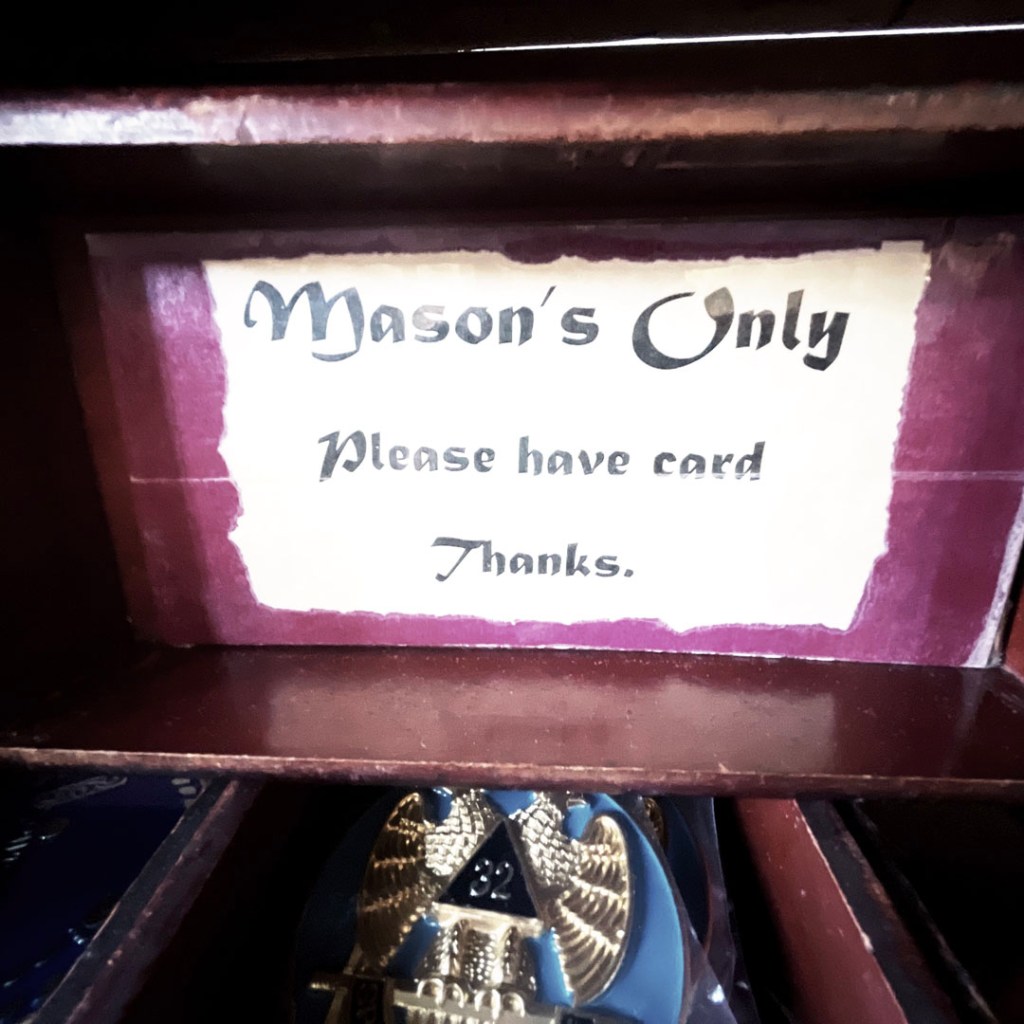 Mason's Only
Please have card
Thanks.
32